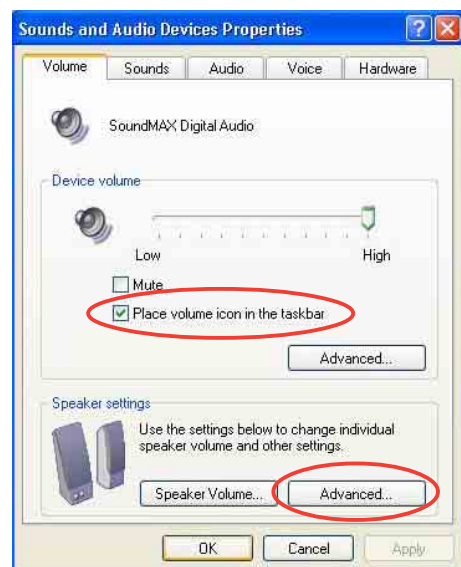 Sounds and Audio Devices Properties
Volume Sounds Audio Voice Hardware
SoundMAX Digital Audio
Device volume
Low High
Mute
Place volume icon in the taskbar
Advanced...
Speaker settings
Use the settings below to change individual
speaker volume and other settings.
Speaker Volume... Advanced...
OK Cancel Apply